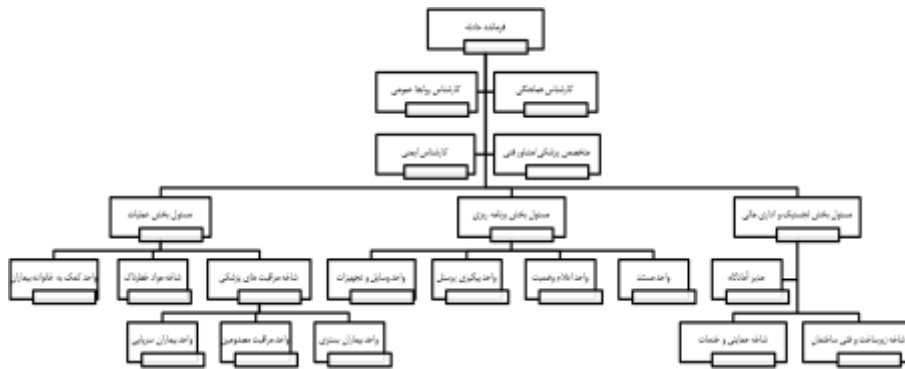 فرمانده حادثه
کارشناس هماهنگی
کارشناس روابط عمومی
متخصص پزشکی/مشاور فنی
کارشناس ایمنی
مسئول بخش لجستیک و اداری مالی
مسئول بخش برنامه ریزی
مسئول بخش عملیات
مدیر آمادگاه
واحد مستند
واحد اعلام وضعیت
واحد پیگیری پرسنل
واحد وسایل و تجهیزات
شاخه مراقبت های پزشکی
شاخه مواد خطرناک
واحد کمک به خانواده بیماران
شاخه زیرساخت و فنی ساختمان
شاخه حمایتی و خدمات
واحد بیماران بستری
واحد مراقبت مصدومین
واحد بیماران سرپایی